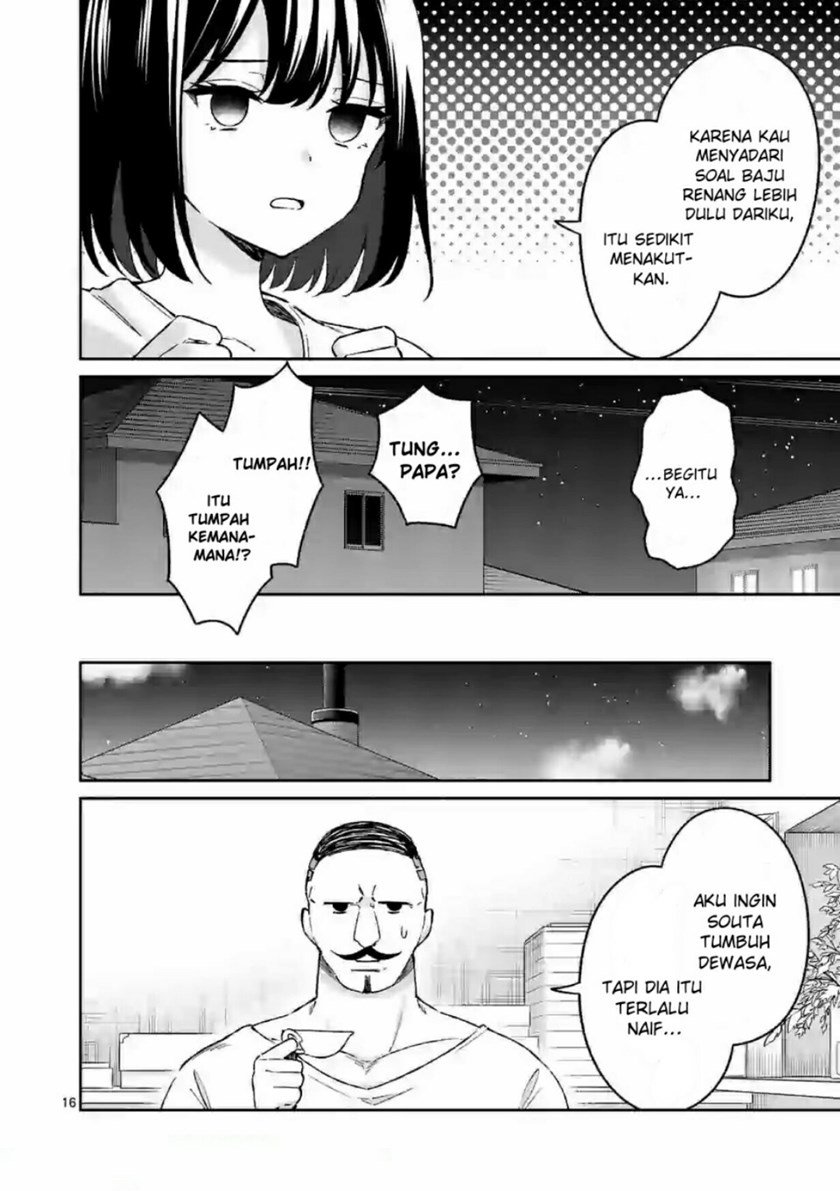 KARENA KAU
MENYADARI
SOAL BAJU
RENANG LEBIH
DULU DARIKU,
ITU SEDIKIT
MENAKUT-
KAN.
...BEGITU
YA...
TUNG...
PAPA?
TUMPAH!!
ITU
TUMPAH
KEMANA-
MANA!?
AKU INGIN
SOUTA
TUMBUH
DEWASA,
TAPI DIA ITU
TERLALU
NAIF...
16